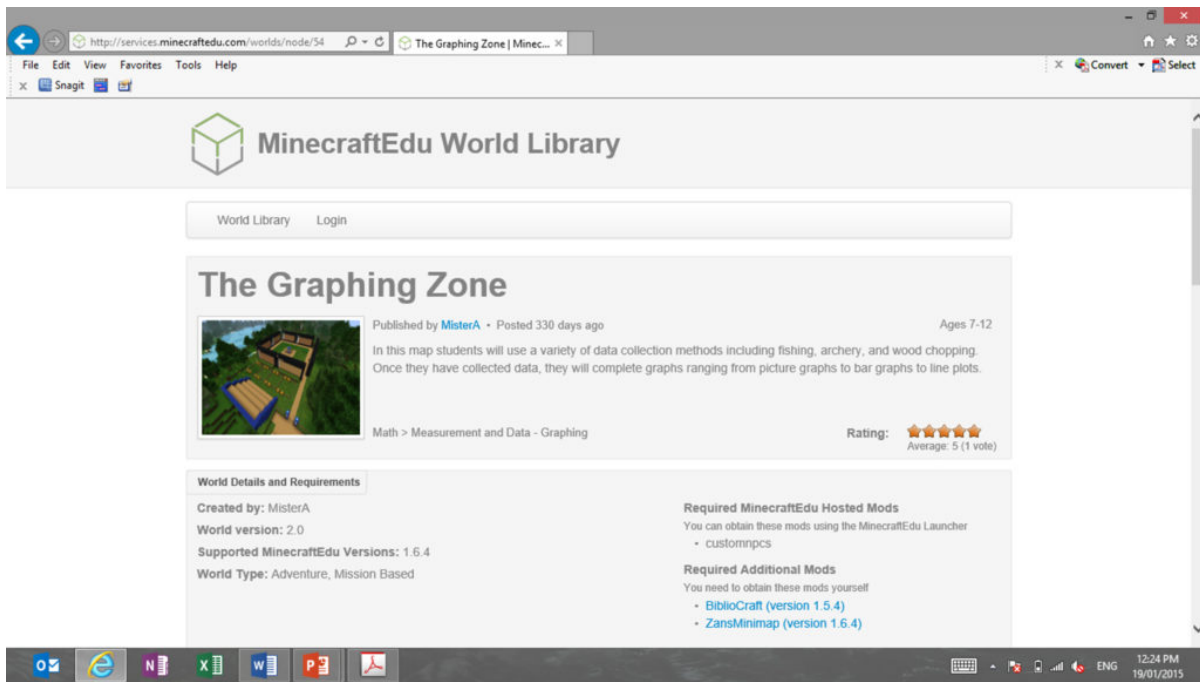 http://services.minecraftedu.com/worlds/node/54
The Graphing Zone | Minec...
File Edit View Favorites Tools Help
x Convert Select
x Snagit
MinecraftEdu World Library
World Library Login
The Graphing Zone
Published by MisterA • Posted 330 days ago
Ages 7-12
In this map students will use a variety of data collection methods including fishing, archery, and wood chopping.
Once they have collected data, they will complete graphs ranging from picture graphs to bar graphs to line plots.
Math > Measurement and Data - Graphing
Rating:
Average: 5 (1 vote)
World Details and Requirements
Created by: MisterA
World version: 2.0
Supported MinecraftEdu Versions: 1.6.4
World Type: Adventure, Mission Based
Required MinecraftEdu Hosted Mods
You can obtain these mods using the MinecraftEdu Launcher
• customnpcs
Required Additional Mods
You need to obtain these mods yourself
• BiblioCraft (version 1.5.4)
• ZansMinimap (version 1.6.4)
ENG
12:24 PM
19/01/2015